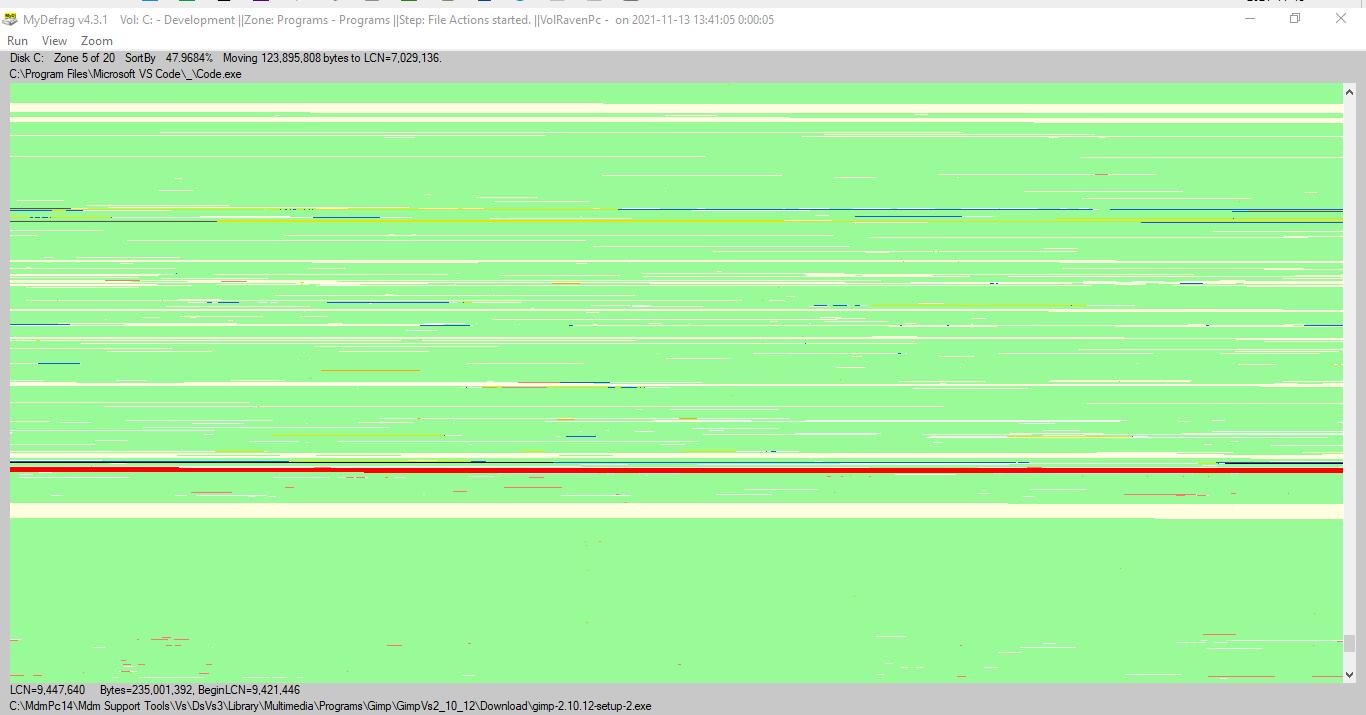 MyDefrag v4.3.1 Vol: C: - Development ||Zone: Programs - Programs ||Step: File Actions started. ||VolRavenPc - on 2021-11-13 13:41:05 0:00:05
Run View Zoom
Disk C: Zone 5 of 20 SortBy 47.9684% Moving 123,895,808 bytes to LCN=7,029,136.
C:\Program Files\Microsoft VS Code\_\Code.exe
LCN=9,447,640 Bytes=235,001,392, BeginLCN=9,421,446
C:\MdmPc14\Mdm Support Tools\Vs\DsVs3\Library\Multimedia\Programs\Gimp\GimpVs2_10_12\Download\gimp-2.10.12-setup-2.exe